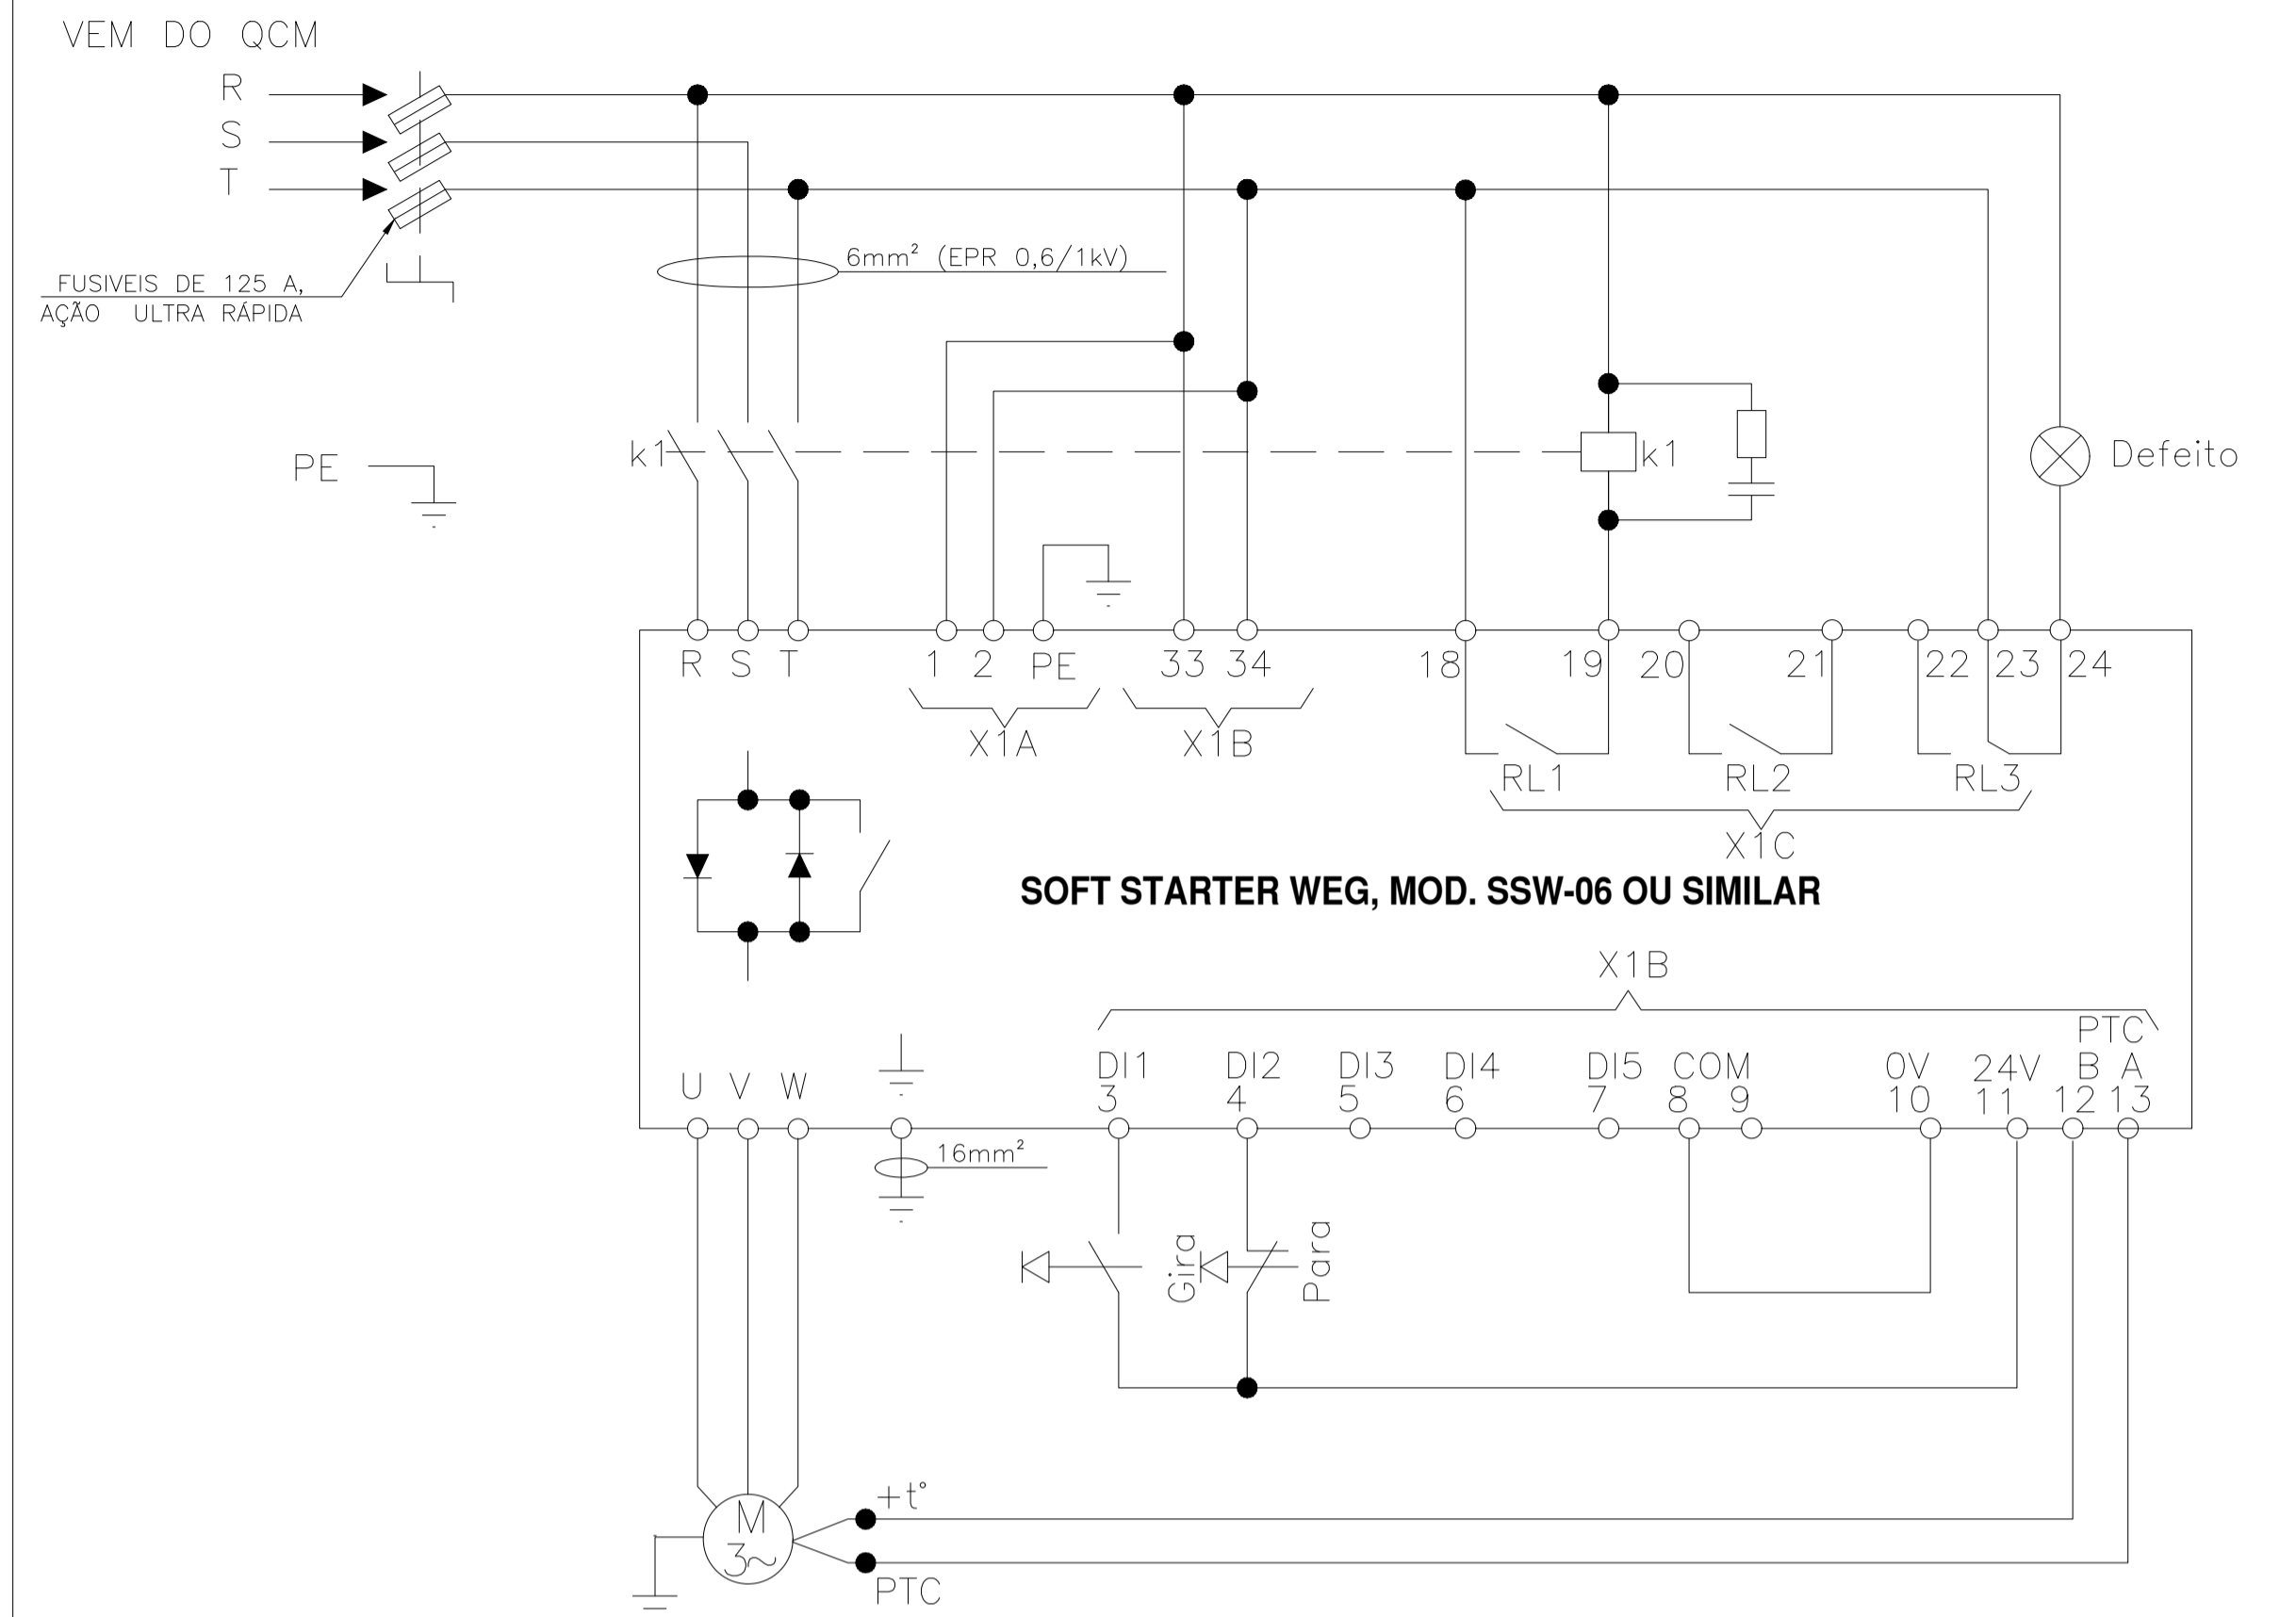 VEM DO QCM
R
S
T
6mm² (EPR 0,6/1kV)
FUSIVEIS DE 125 A,
AÇÃO ULTRA RÁPIDA
PE
k1
k1
Defeito
R S T 1 2 PE 33 34 18 19 20 21 22 23 24
X1A X1B
RL1 RL2 RL3
X1C
SOFT STARTER WEG, MOD. SSW-06 OU SIMILAR
X1B
PTC
U V W DI1 DI2 DI3 DI4 DI5 COM 0V 24V B A
3 4 5 6 7 8 9 10 11 12 13
16mm²
Gira
Para
+t°
M
3~
PTC